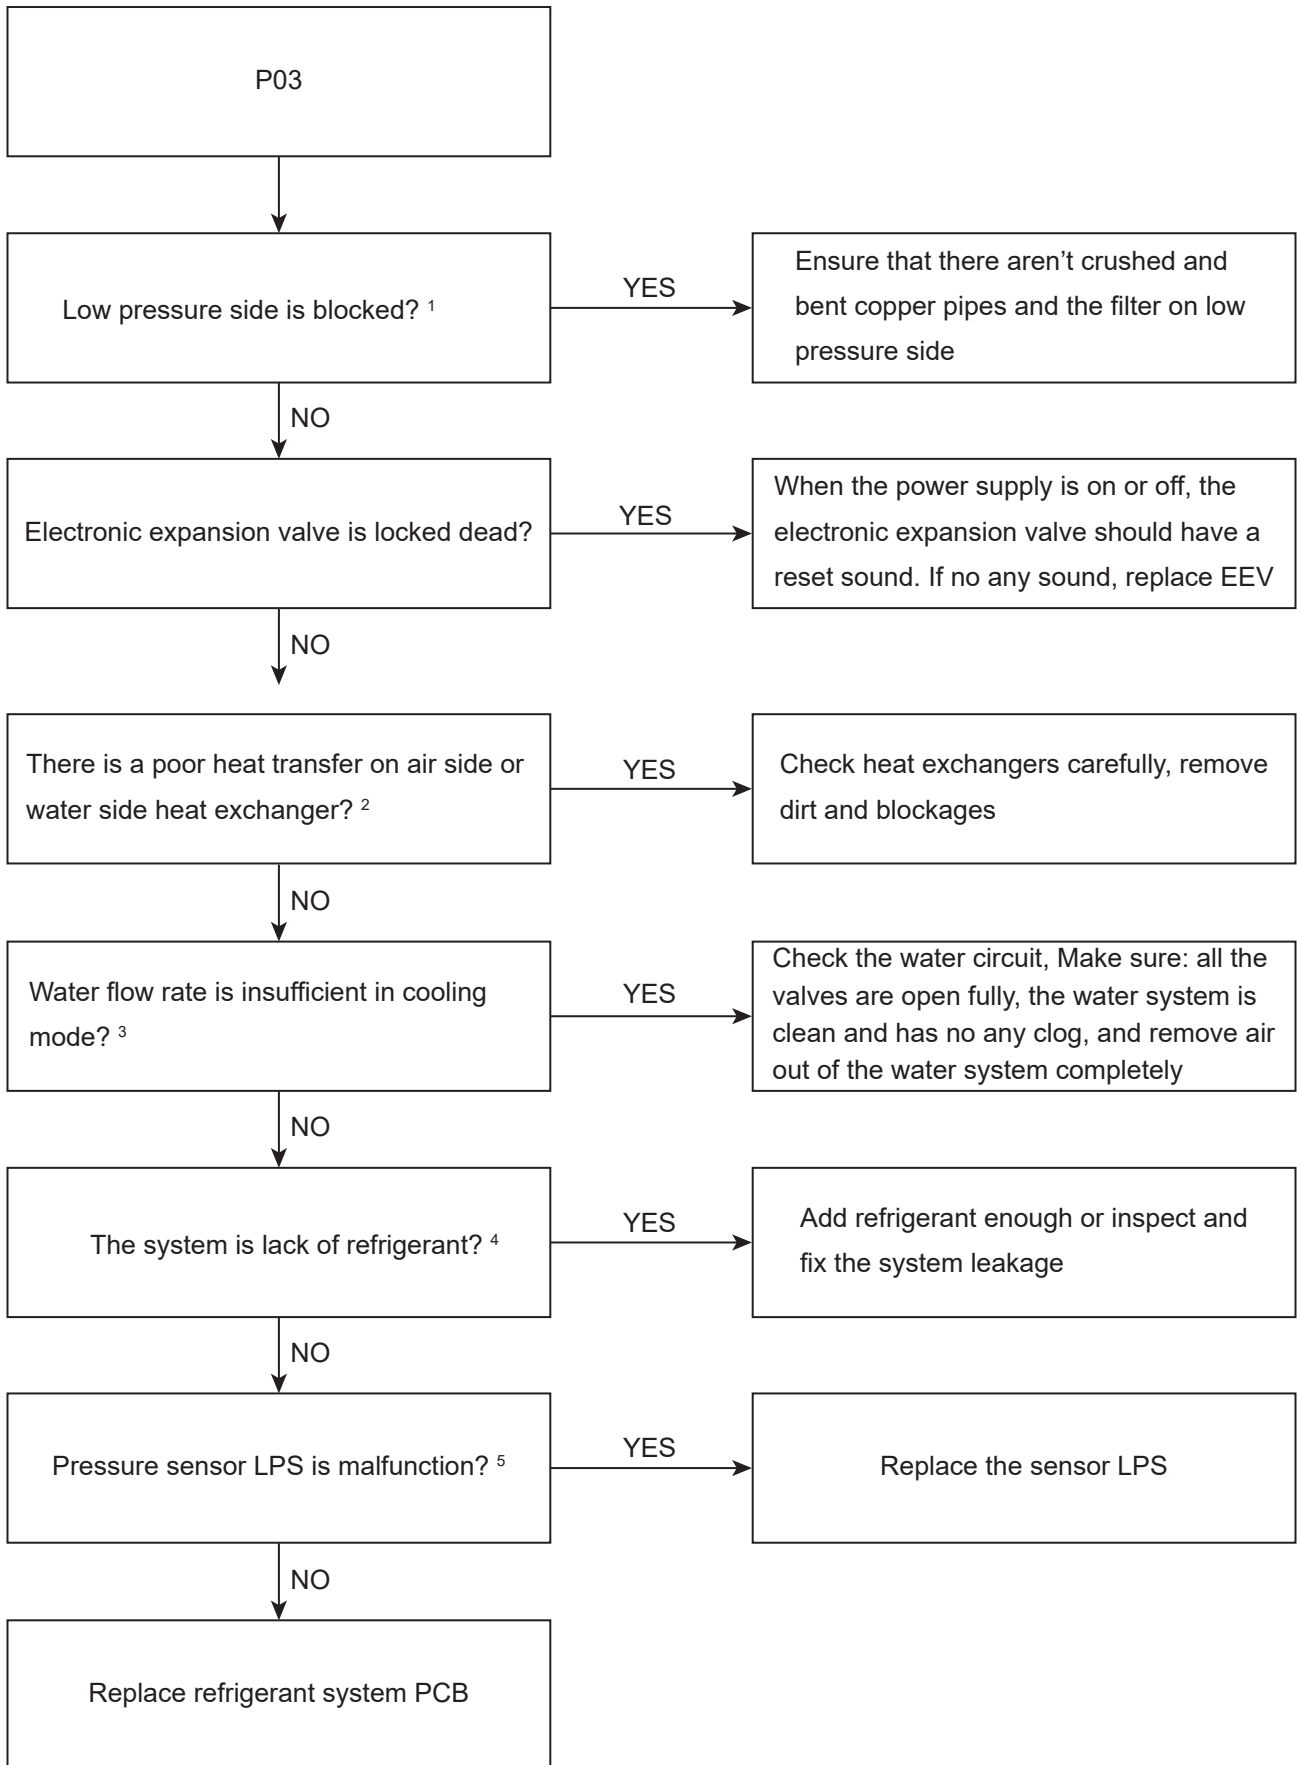 P03
Low pressure side is blocked? 1
YES
Ensure that there aren't crushed and
bent copper pipes and the filter on low
pressure side
NO
Electronic expansion valve is locked dead?
YES
When the power supply is on or off, the
electronic expansion valve should have a
reset sound. If no any sound, replace EEV
NO
There is a poor heat transfer on air side or
water side heat exchanger? 2
YES
Check heat exchangers carefully, remove
dirt and blockages
NO
Water flow rate is insufficient in cooling
mode? 3
YES
Check the water circuit, Make sure: all the
valves are open fully, the water system is
clean and has no any clog, and remove air
out of the water system completely
NO
The system is lack of refrigerant? 4
YES
Add refrigerant enough or inspect and
fix the system leakage
NO
Pressure sensor LPS is malfunction? 5
YES
Replace the sensor LPS
NO
Replace refrigerant system PCB